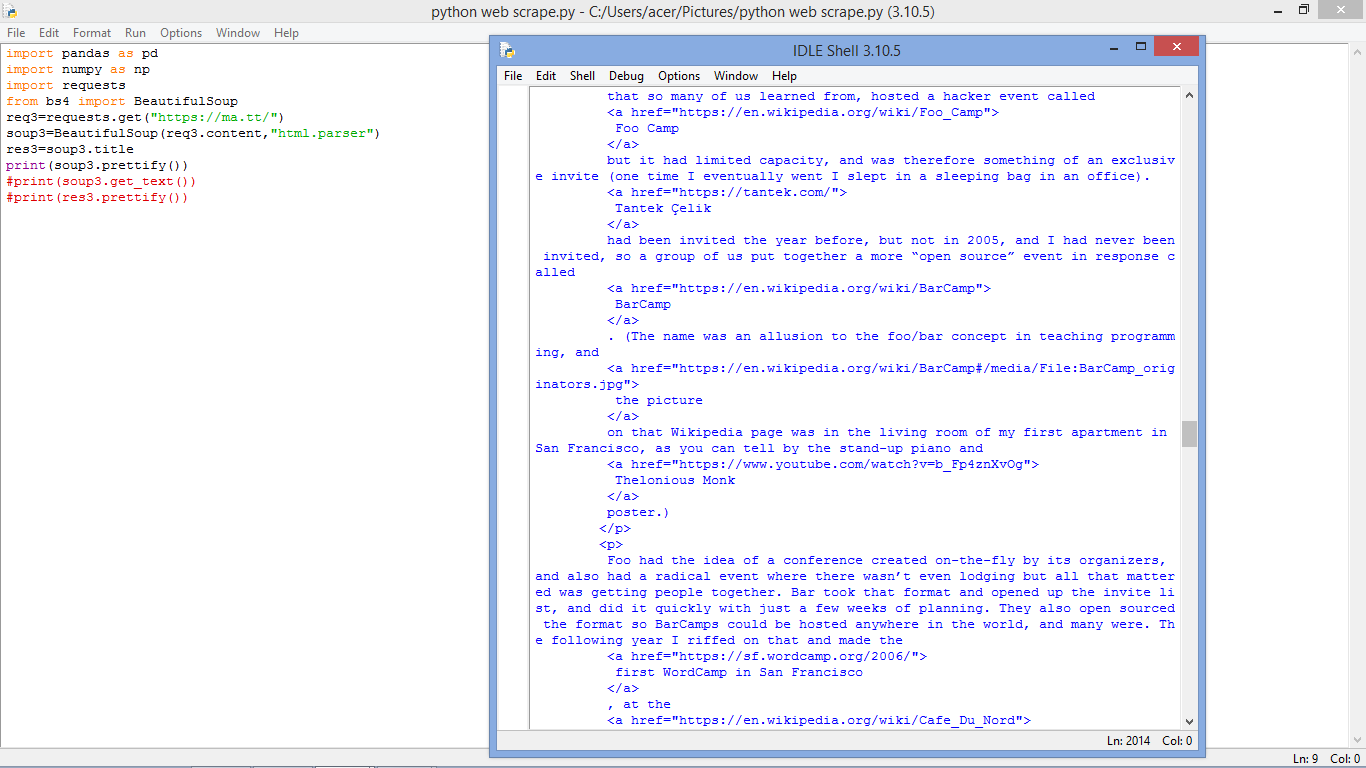 python web scrape.py - C:/Users/acer/Pictures/python web scrape.py (3.10.5)
File Edit Format Run Options Window Help
import pandas as pd
import numpy as np
import requests
from bs4 import BeautifulSoup
req3=requests.get("https://ma.tt/")
soup3=BeautifulSoup(req3.content,"html.parser")
res3=soup3.title
print(soup3.prettify())
#print(soup3.get_text())
#print(res3.prettify())
IDLE Shell 3.10.5
File Edit Shell Debug Options Window Help
that so many of us learned from, hosted a hacker event called
<a href="https://en.wikipedia.org/wiki/Foo_Camp">
Foo Camp
</a>
but it had limited capacity, and was therefore something of an exclusiv
e invite (one time I eventually went I slept in a sleeping bag in an office).
<a href="https://tantek.com/">
Tantek Çelik
</a>
had been invited the year before, but not in 2005, and I had never been
invited, so a group of us put together a more “open source” event in response c
alled
<a href="https://en.wikipedia.org/wiki/BarCamp">
BarCamp
</a>
. (The name was an allusion to the foo/bar concept in teaching programm
ing, and
<a href="https://en.wikipedia.org/wiki/BarCamp#/media/File:BarCamp_orig
inators.jpg">
the picture
</a>
on that Wikipedia page was in the living room of my first apartment in
San Francisco, as you can tell by the stand-up piano and
<a href="https://www.youtube.com/watch?v=b_Fp4znXvOg">
Thelonious Monk
</a>
poster.)
</p>
<p>
Foo had the idea of a conference created on-the-fly by its organizers,
and also had a radical event where there wasn’t even lodging but all that matter
ed was getting people together. Bar took that format and opened up the invite li
st, and did it quickly with just a few weeks of planning. They also open sourced
the format so BarCamps could be hosted anywhere in the world, and many were. Th
e following year I riffed on that and made the
<a href="https://sf.wordcamp.org/2006/">
first WordCamp in San Francisco
</a>
, at the
<a href="https://en.wikipedia.org/wiki/Cafe_Du_Nord">
Ln: 2014 Col: 0
Ln: 9 Col: 0